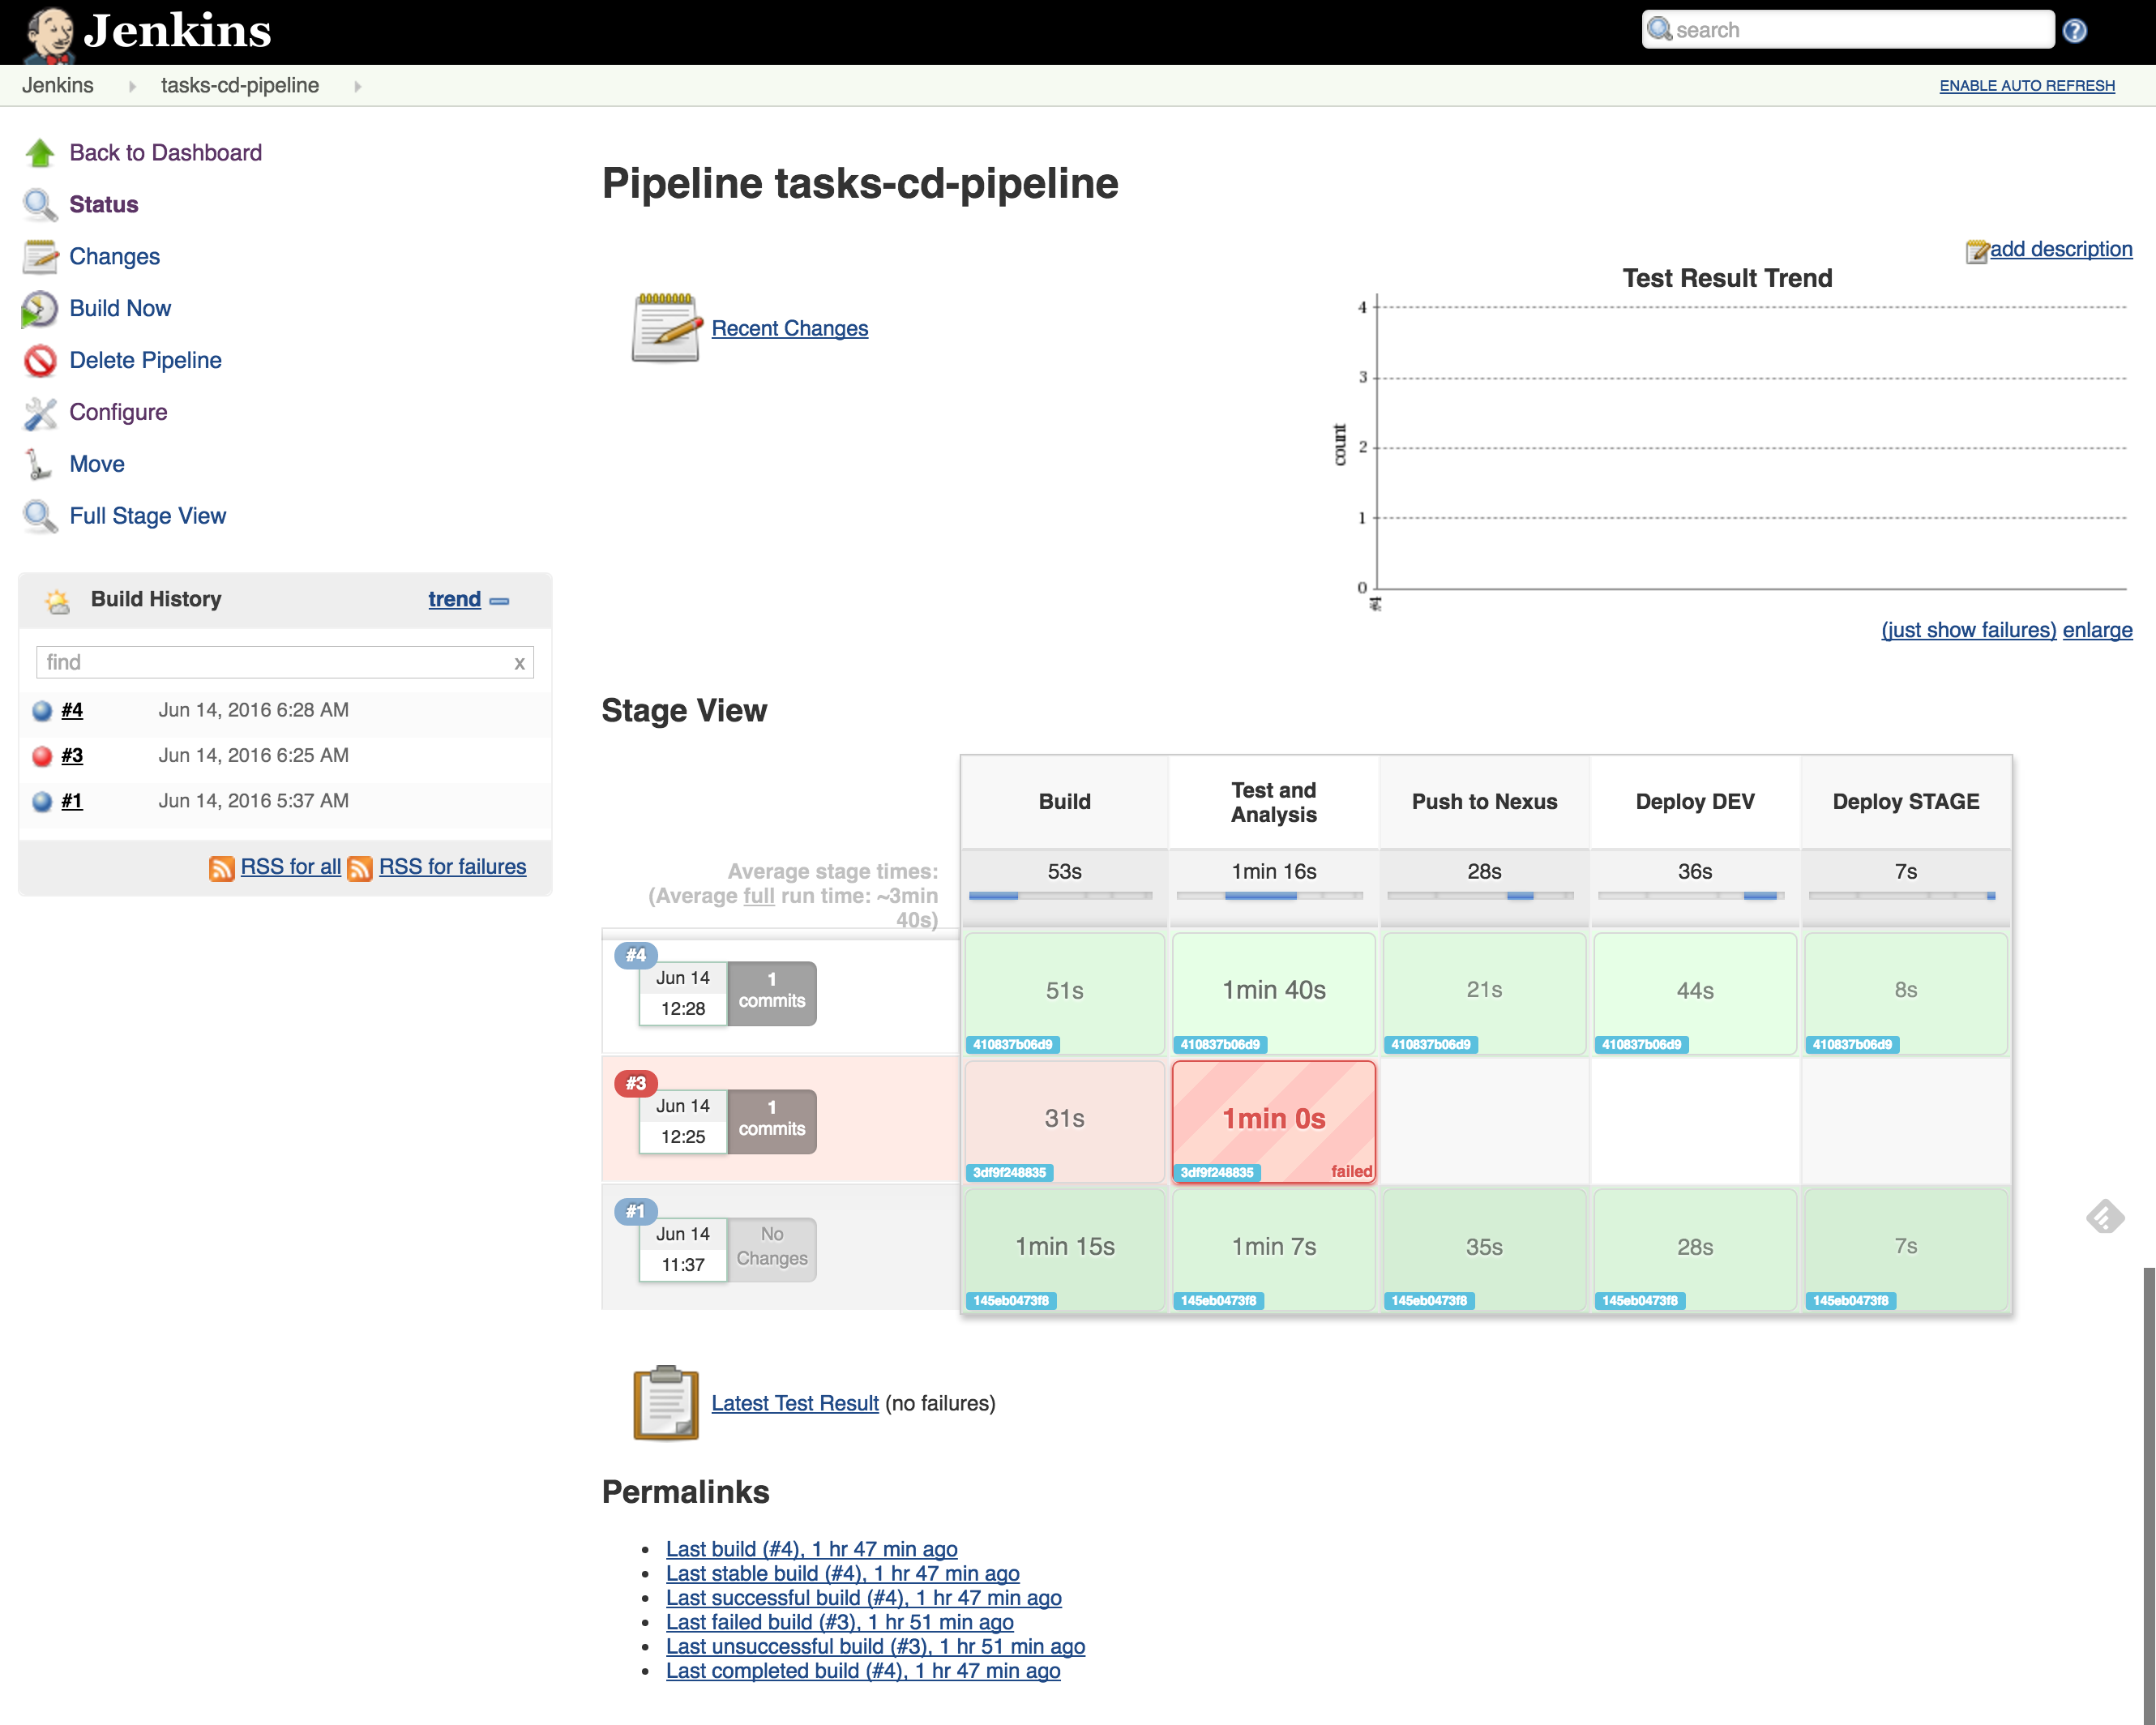 Jenkins
search
Jenkins
tasks-cd-pipeline
ENABLE AUTO REFRESH
Back to Dashboard
Status
Changes
Build Now
Delete Pipeline
Configure
Move
Full Stage View
Build History
trend
find
x
#4 Jun 14, 2016 6:28 AM
#3 Jun 14, 2016 6:25 AM
#1 Jun 14, 2016 5:37 AM
RSS for all RSS for failures
Pipeline tasks-cd-pipeline
add description
Recent Changes
Test Result Trend
4
3
2
1
0
count
(just show failures) enlarge
Stage View
Build
Test and
Analysis
Push to Nexus
Deploy DEV
Deploy STAGE
Average stage times:
(Average full run time: ~3min
40s)
53s
1min 16s
28s
36s
7s
#4
Jun 14
12:28
1
commits
51s
1min 40s
21s
44s
8s
410837b06d9
410837b06d9
410837b06d9
410837b06d9
410837b06d9
#3
Jun 14
12:25
1
commits
31s
1min 0s
3df9f248835
3df9f248835
failed
#1
Jun 14
11:37
No
Changes
1min 15s
1min 7s
35s
28s
7s
145eb0473f8
145eb0473f8
145eb0473f8
145eb0473f8
145eb0473f8
Latest Test Result (no failures)
Permalinks
Last build (#4), 1 hr 47 min ago
Last stable build (#4), 1 hr 47 min ago
Last successful build (#4), 1 hr 47 min ago
Last failed build (#3), 1 hr 51 min ago
Last unsuccessful build (#3), 1 hr 51 min ago
Last completed build (#4), 1 hr 47 min ago